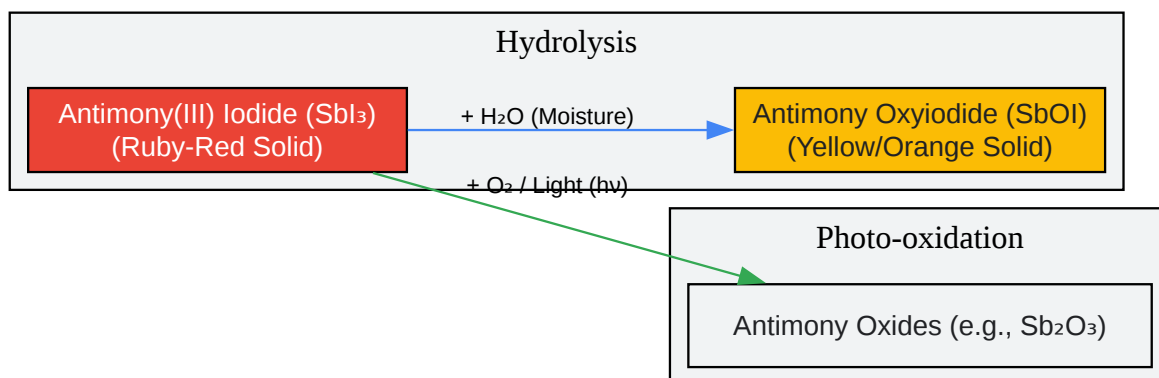 Hydrolysis
Antimony(III) Iodide (SbI₃)
(Ruby-Red Solid)
+ H₂O (Moisture)
Antimony Oxyiodide (SbOI)
(Yellow/Orange Solid)
+ O₂ / Light (hν)
Photo-oxidation
Antimony Oxides (e.g., Sb₂O₃)